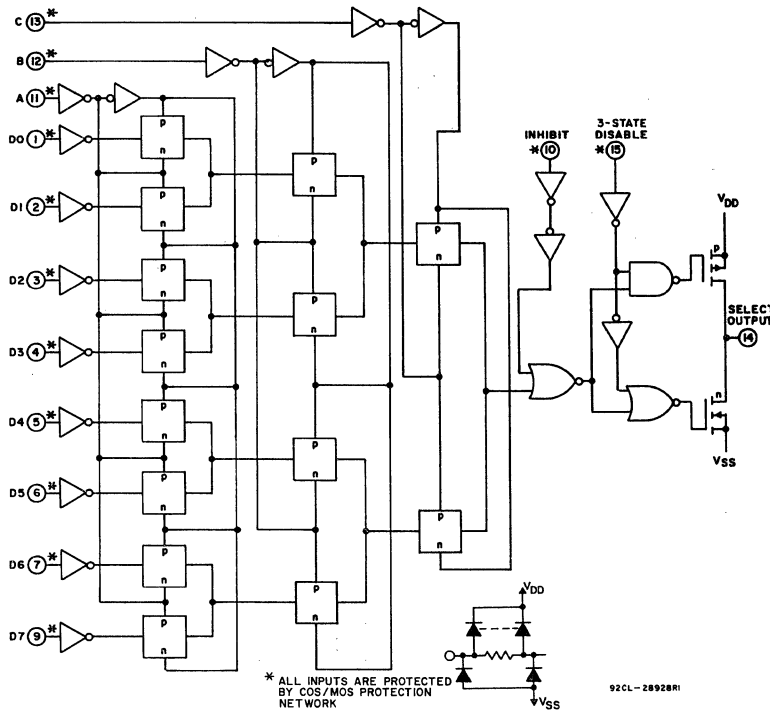 C 13 *
B 12 *
A 11 *
INHIBIT
* 10
3-STATE
DISABLE
* 15
D0 1 *
p
n
D1 2 *
p
n
p
n
VDD
p
p
n
D2 3 *
p
n
p
n
SELECT
OUTPUT
14
D3 4 *
p
n
n
VSS
D4 5 *
p
n
p
n
D5 6 *
p
n
p
n
D6 7 *
p
n
p
n
D7 9 *
p
n
VDD
VSS
* ALL INPUTS ARE PROTECTED
BY COS/MOS PROTECTION
NETWORK
92CL-28928R1